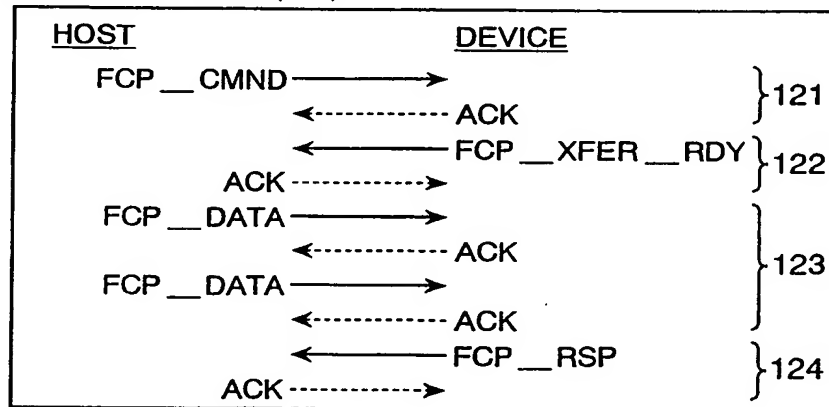 HOST DEVICE
FCP__CMND
ACK }121
FCP__XFER__RDY
ACK }122
FCP__DATA
ACK
FCP__DATA }123
ACK
FCP__RSP
ACK }124